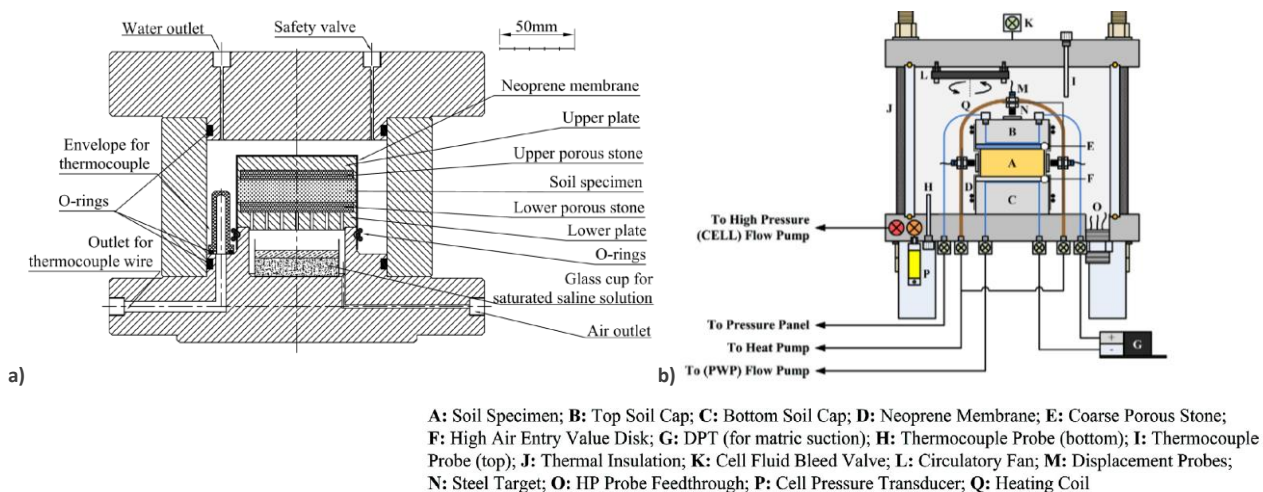 Water outlet
Safety valve
50mm
Neoprene membrane
Upper plate
Upper porous stone
Soil specimen
Lower porous stone
Lower plate
O-rings
Glass cup for
saturated saline solution
Air outlet
Envelope for
thermocouple
O-rings
Outlet for
thermocouple wire
a)
K
L
M
I
Q
N
J
B
E
A
F
H
D
C
O
P
+
-
G
To High Pressure
(CELL) Flow Pump
To Pressure Panel
To Heat Pump
To (PWP) Flow Pump
b)
A: Soil Specimen; B: Top Soil Cap; C: Bottom Soil Cap; D: Neoprene Membrane; E: Coarse Porous Stone;
F: High Air Entry Value Disk; G: DPT (for matric suction); H: Thermocouple Probe (bottom); I: Thermocouple
Probe (top); J: Thermal Insulation; K: Cell Fluid Bleed Valve; L: Circulatory Fan; M: Displacement Probes;
N: Steel Target; O: HP Probe Feedthrough; P: Cell Pressure Transducer; Q: Heating Coil